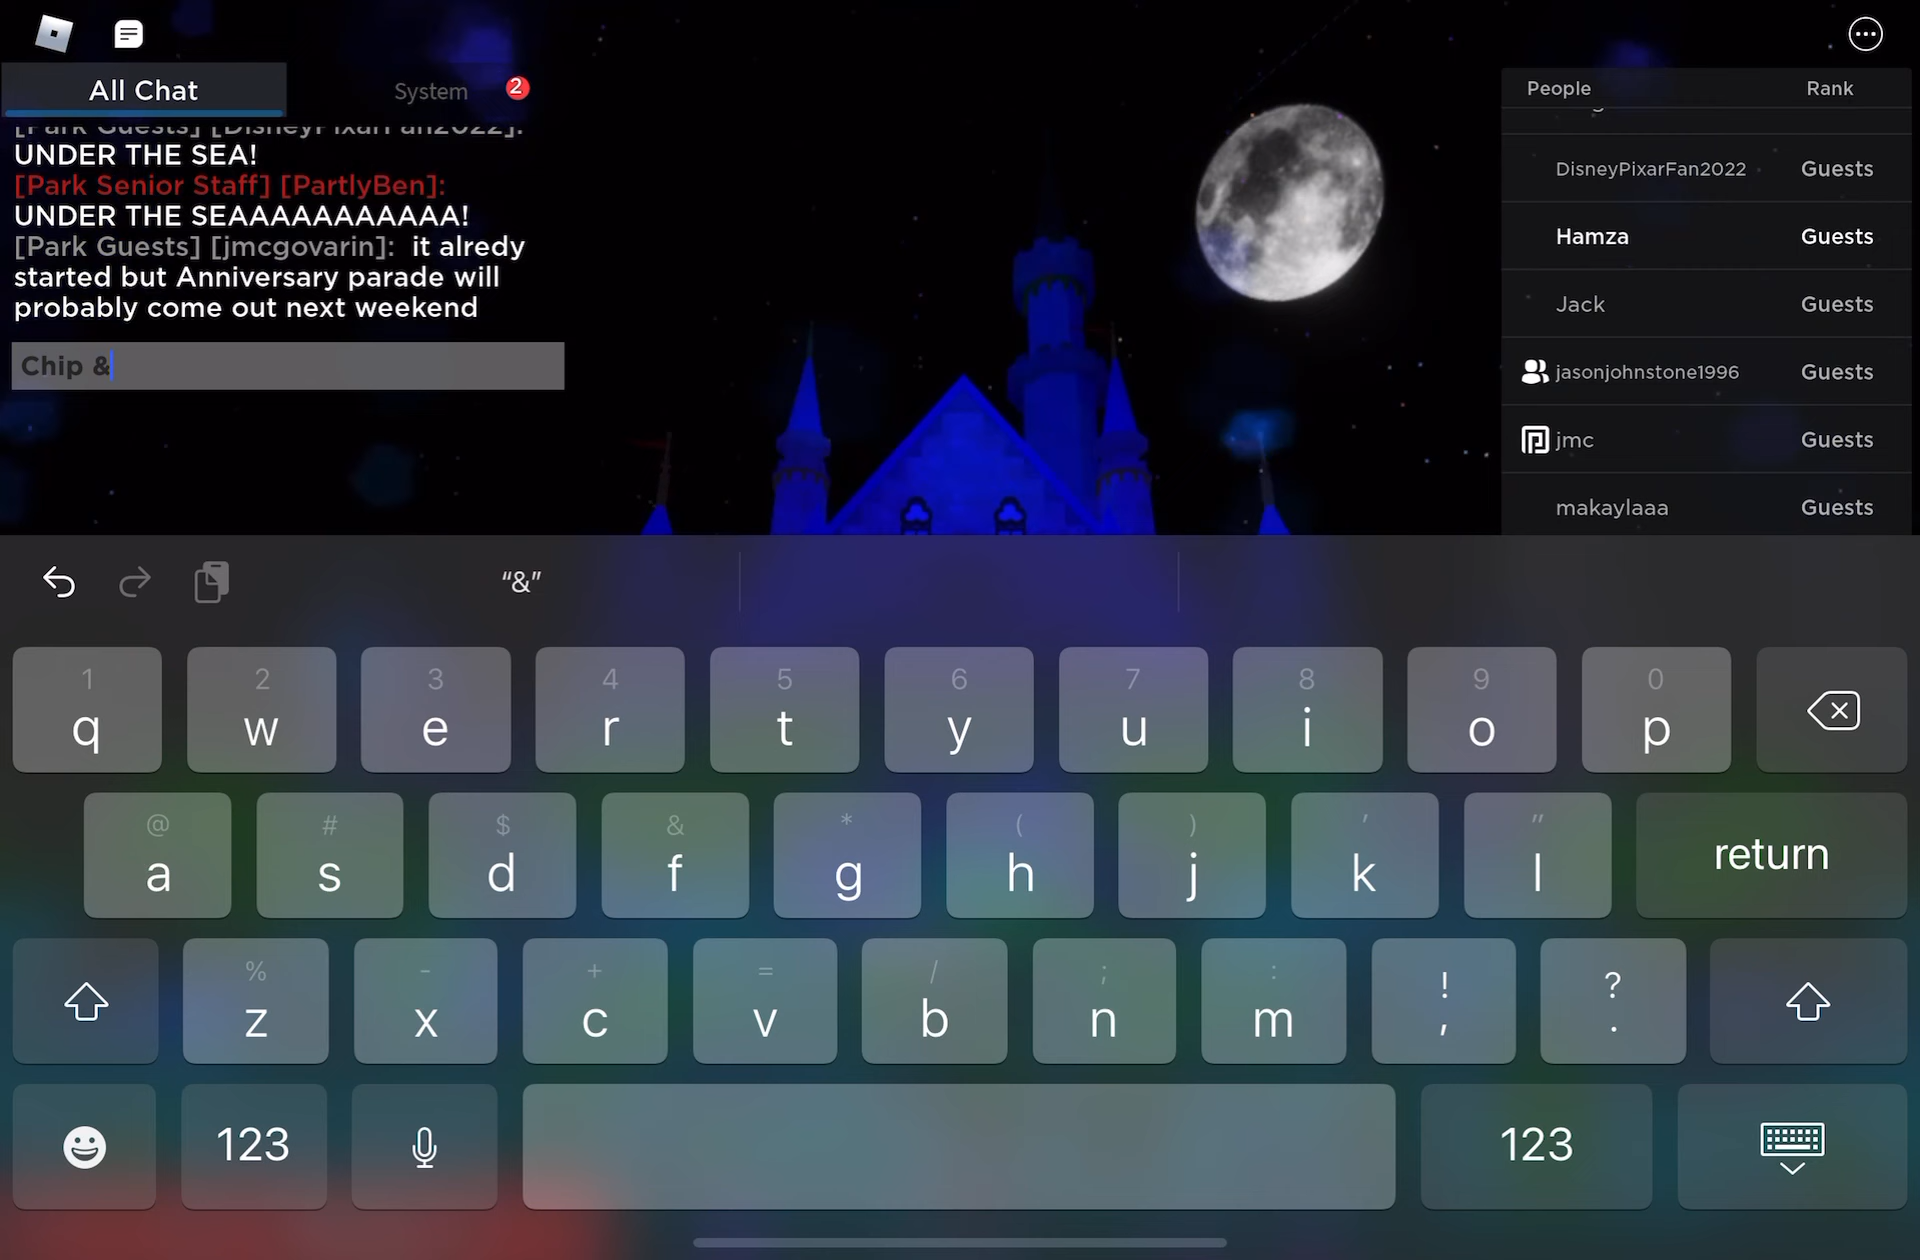 All Chat
System
2
People
Rank
[Park Guests] [DisneyPixarFan2022]:
UNDER THE SEA!
[Park Senior Staff] [PartlyBen]:
UNDER THE SEAAAAAAAAAAA!
[Park Guests] [jmcgovarin]: it alredy
started but Anniversary parade will
probably come out next weekend
Chip &
DisneyPixarFan2022 Guests
Hamza Guests
Jack Guests
jasonjohnstone1996 Guests
jmc Guests
makaylaaa Guests
“&”
1 2 3 4 5 6 7 8 9 0
q w e r t y u i o p
@ # $ & * ( ) ' "
a s d f g h j k l return
% - + = / ; : ! ?
z x c v b n m , .
123 123